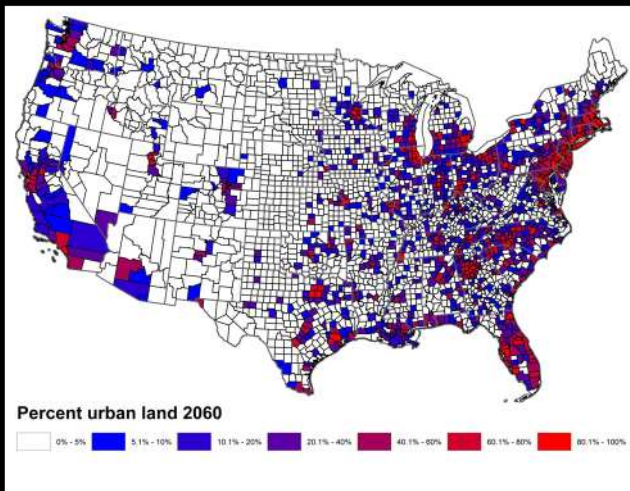 Percent urban land 2060
0% - 5% 5.1% - 10% 10.1% - 20% 20.1% - 40% 40.1% - 60% 60.1% - 80% 80.1% - 100%